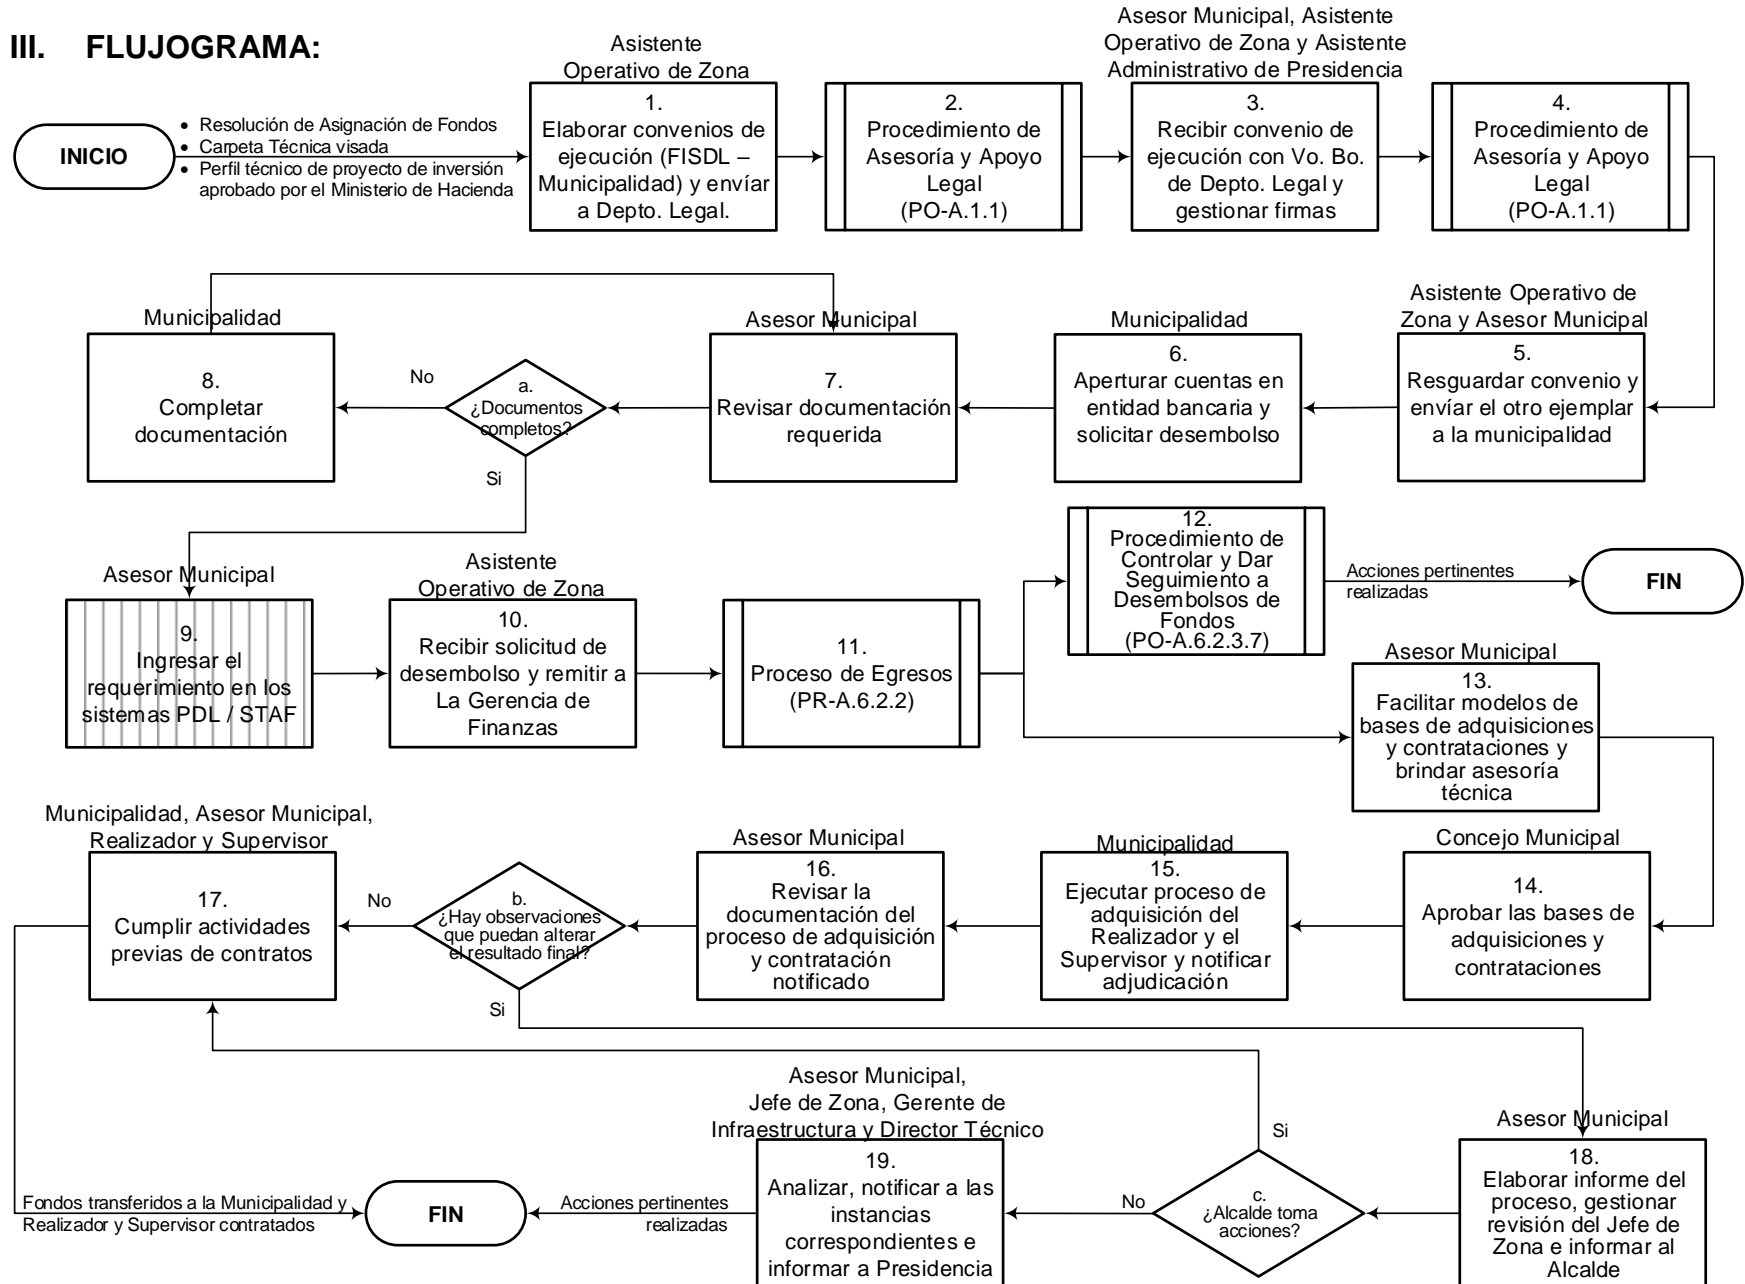 III. FLUJOGRAMA:
INICIO
• Resolución de Asignación de Fondos
• Carpeta Técnica visada
• Perfil técnico de proyecto de inversión
aprobado por el Ministerio de Hacienda
Asistente
Operativo de Zona
1.
Elaborar convenios de
ejecución (FISDL –
Municipalidad) y envíar
a Depto. Legal.
2.
Procedimiento de
Asesoría y Apoyo
Legal
(PO-A.1.1)
Asesor Municipal, Asistente
Operativo de Zona y Asistente
Administrativo de Presidencia
3.
Recibir convenio de
ejecución con Vo. Bo.
de Depto. Legal y
gestionar firmas
4.
Procedimiento de
Asesoría y Apoyo
Legal
(PO-A.1.1)
Asistente Operativo de
Zona y Asesor Municipal
5.
Resguardar convenio y
envíar el otro ejemplar
a la municipalidad
Municipalidad
6.
Aperturar cuentas en
entidad bancaria y
solicitar desembolso
Asesor Municipal
7.
Revisar documentación
requerida
a.
¿Documentos
completos?
No
Si
Municipalidad
8.
Completar
documentación
Asesor Municipal
9.
Ingresar el
requerimiento en los
sistemas PDL / STAF
Asistente
Operativo de Zona
10.
Recibir solicitud de
desembolso y remitir a
La Gerencia de
Finanzas
11.
Proceso de Egresos
(PR-A.6.2.2)
12.
Procedimiento de
Controlar y Dar
Seguimiento a
Desembolsos de
Fondos
(PO-A.6.2.3.7)
Acciones pertinentes
realizadas
FIN
Asesor Municipal
13.
Facilitar modelos de
bases de adquisiciones
y contrataciones y
brindar asesoría
técnica
Concejo Municipal
14.
Aprobar las bases de
adquisiciones y
contrataciones
Municipalidad
15.
Ejecutar proceso de
adquisición del
Realizador y el
Supervisor y notificar
adjudicación
Asesor Municipal
16.
Revisar la
documentación del
proceso de adquisición
y contratación
notificado
b.
¿Hay observaciones
que puedan alterar
el resultado final?
No
Si
Municipalidad, Asesor Municipal,
Realizador y Supervisor
17.
Cumplir actividades
previas de contratos
Asesor Municipal
18.
Elaborar informe del
proceso, gestionar
revisión del Jefe de
Zona e informar al
Alcalde
c.
¿Alcalde toma
acciones?
Si
No
Asesor Municipal,
Jefe de Zona, Gerente de
Infraestructura y Director Técnico
19.
Analizar, notificar a las
instancias
correspondientes e
informar a Presidencia
Acciones pertinentes
realizadas
FIN
Fondos transferidos a la Municipalidad y
Realizador y Supervisor contratados